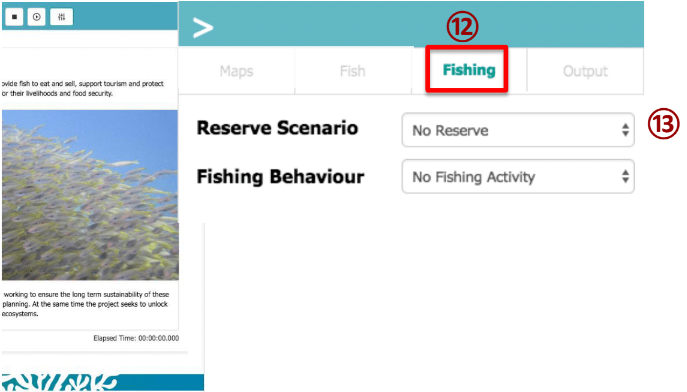 ⑫
>
Maps Fish Fishing Output
ovide fish to eat and sell, support tourism and protect
or their livelihoods and food security.
Reserve Scenario No Reserve ⑬
Fishing Behaviour No Fishing Activity
working to ensure the long term sustainability of these
planning. At the same time the project seeks to unlock
ecosystems.
Elapsed Time: 00:00:00.000